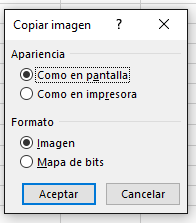 Copiar imagen
Apariencia
Como en pantalla
Como en impresora
Formato
Imagen
Mapa de bits
Aceptar Cancelar